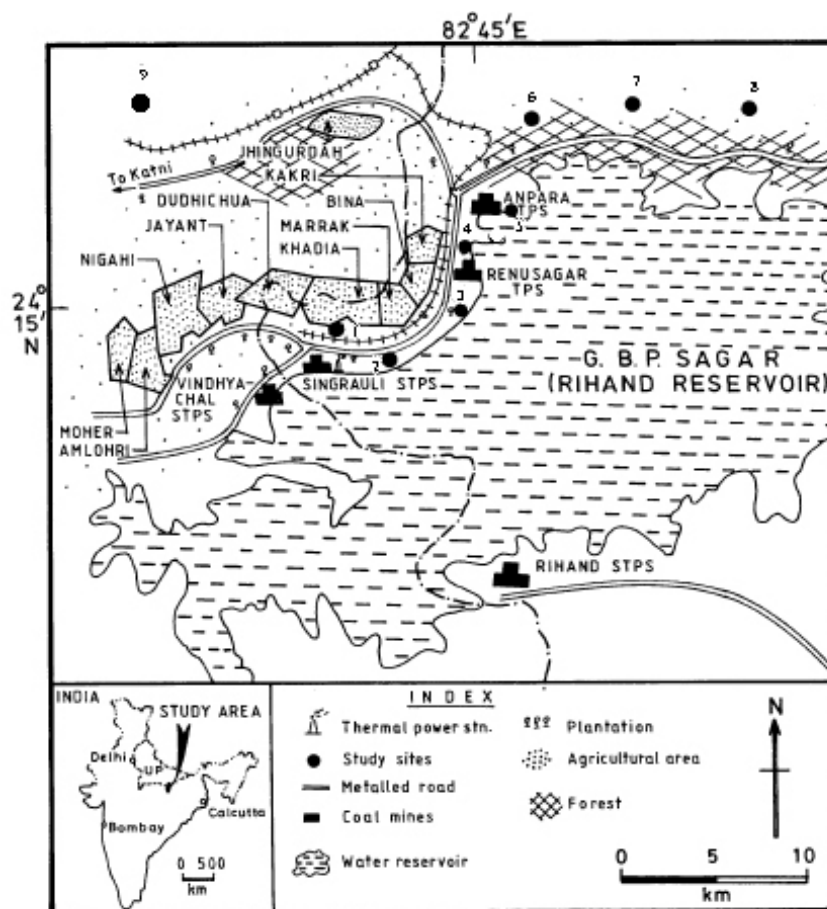 82°45'E
9
6
7
8
To Katni
JHINGURDAH
KAKRI
DUDHICHUA
BINA
JAYANT
MARRAK
NIGAHI
KHADIA
ANPARA
TPS
5
4
RENUSAGAR
TPS
24°
15'
N
3
1
2
G. B. P. SAGAR
(RIHAND RESERVOIR)
VINDHYA-
CHAL
STPS
SINGRAULI STPS
MOHER
AMLOHRI
RIHAND STPS
INDIA
STUDY AREA
Delhi
UP
Calcutta
Bombay
0 500
km
INDEX
Thermal power stn.
Study sites
Metalled road
Coal mines
Water reservoir
Plantation
Agricultural area
Forest
N
0 5 10
km